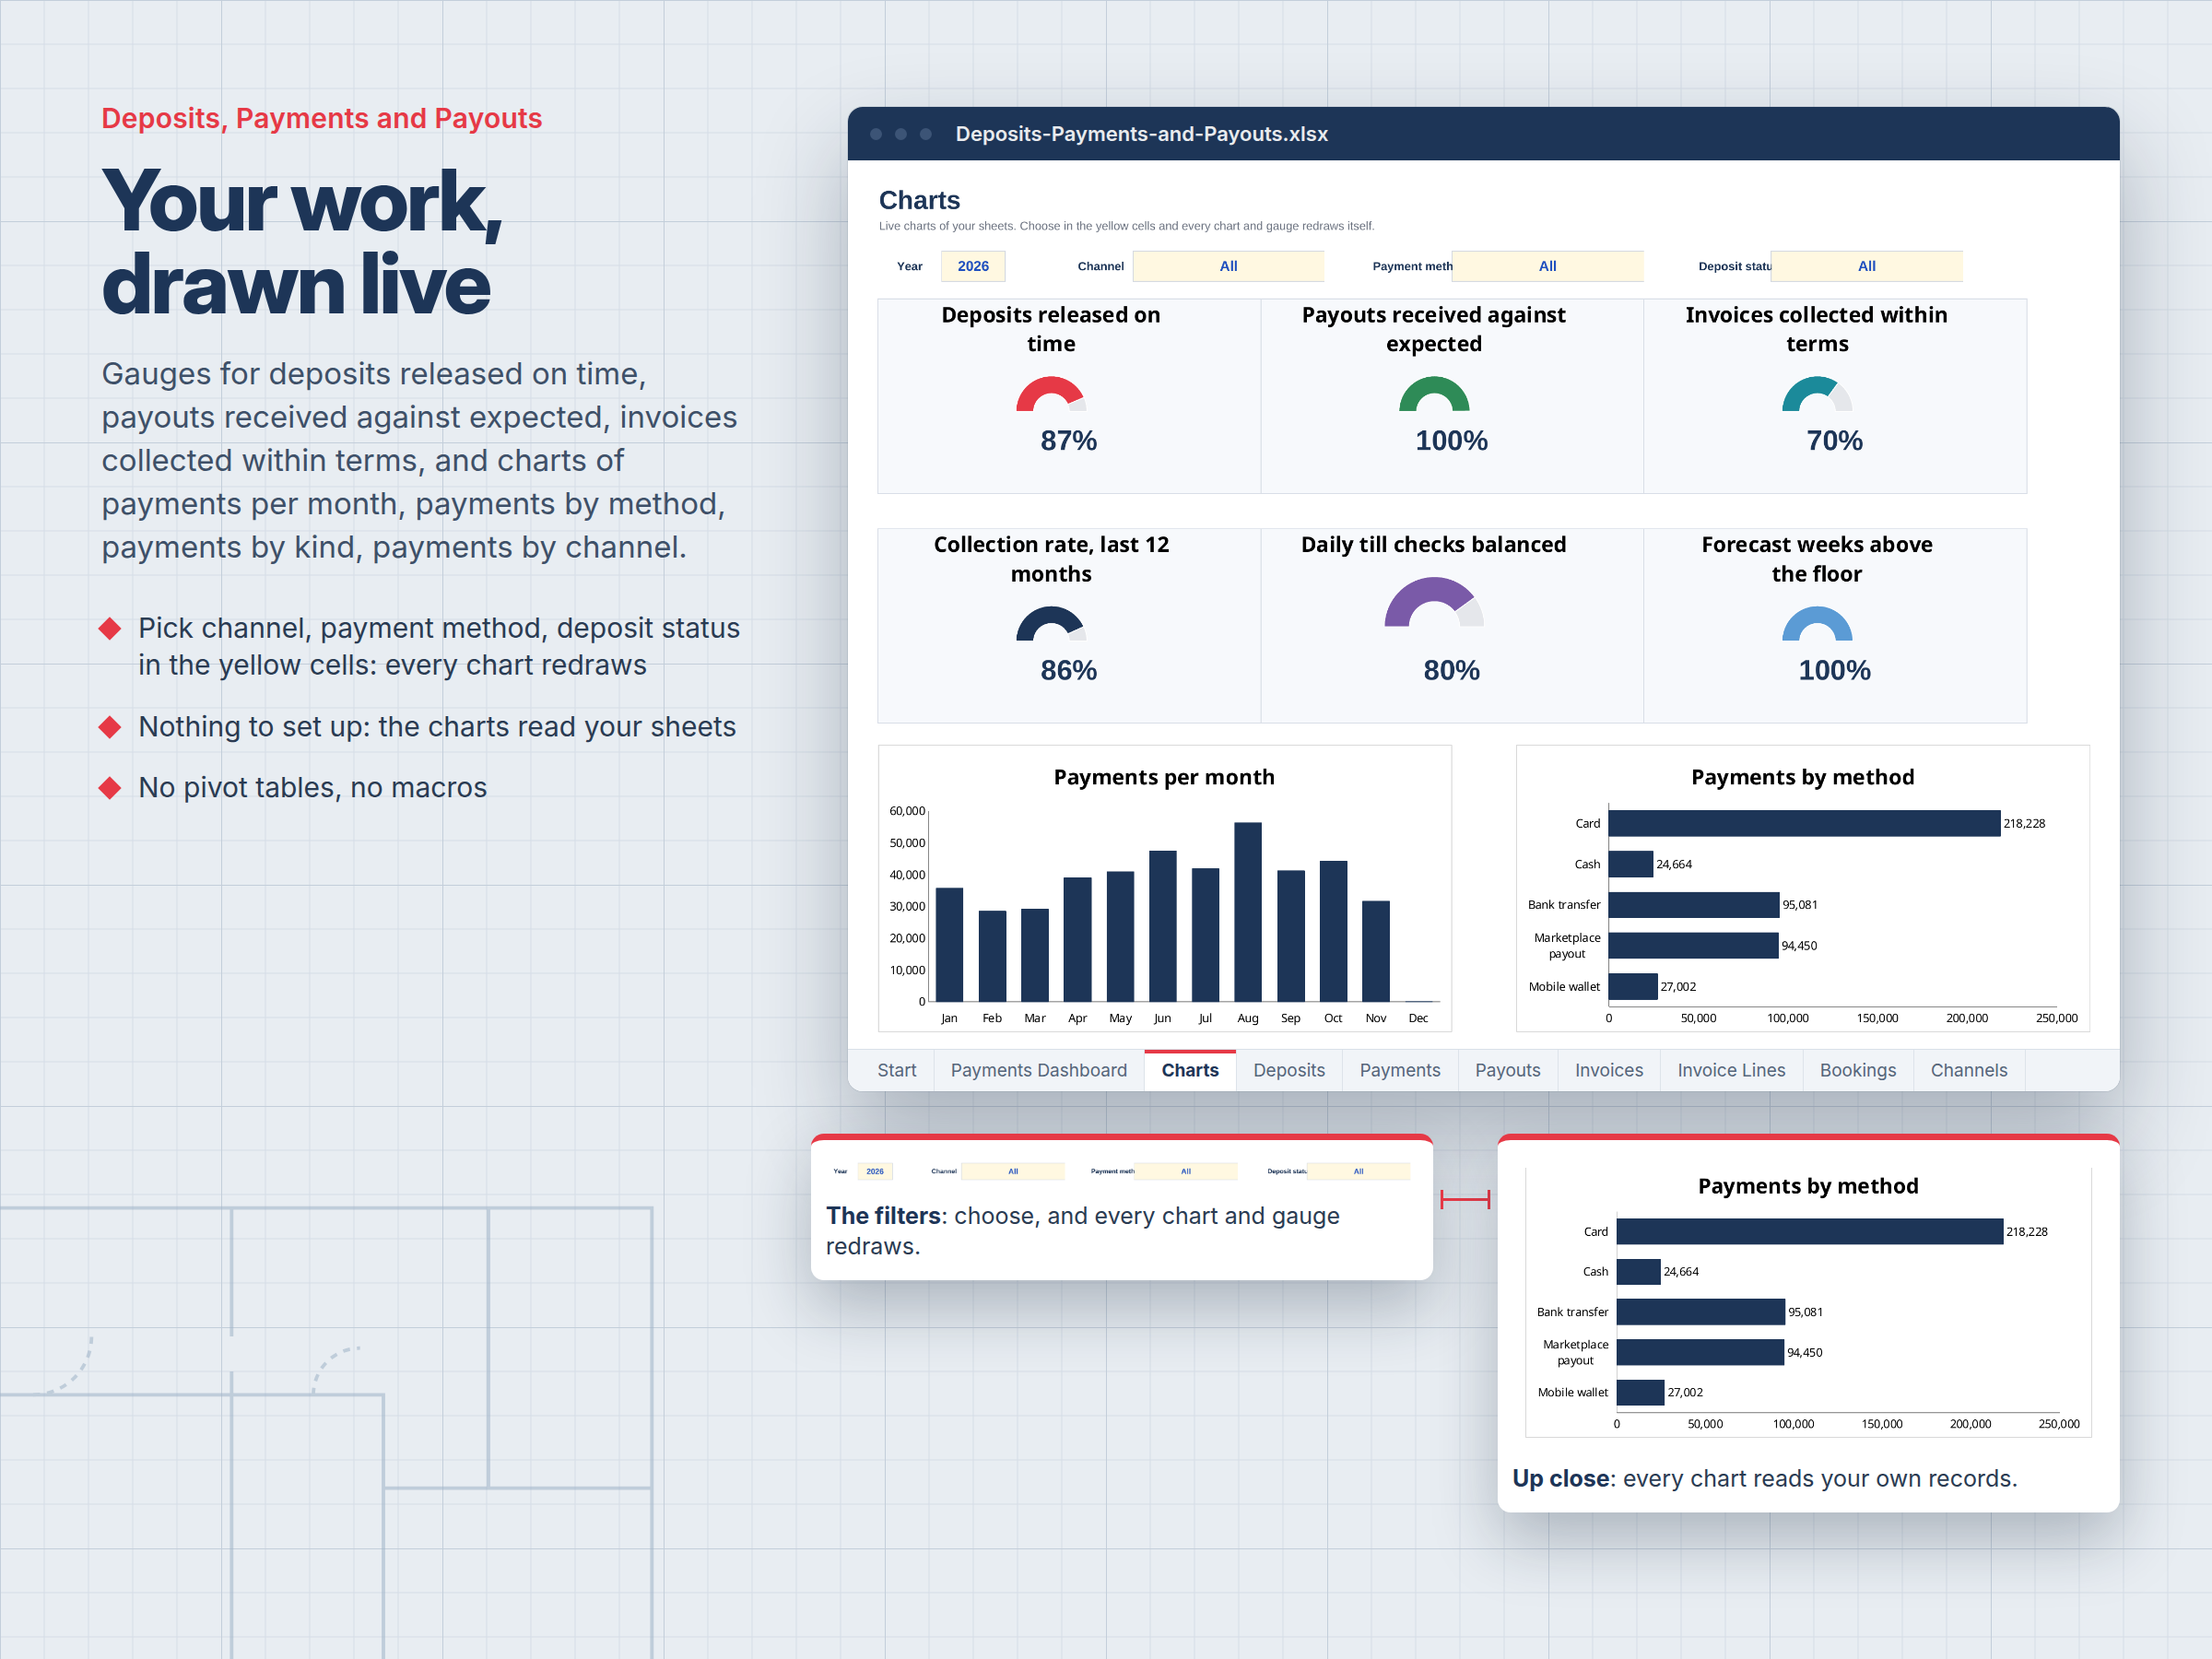 Deposits, Payments and Payouts
Your work,
drawn live
Gauges for deposits released on time,
payouts received against expected, invoices
collected within terms, and charts of
payments per month, payments by method,
payments by kind, payments by channel.
Pick channel, payment method, deposit status
in the yellow cells: every chart redraws
Nothing to set up: the charts read your sheets
No pivot tables, no macros
Deposits-Payments-and-Payouts.xlsx
Charts
Live charts of your sheets. Choose in the yellow cells and every chart and gauge redraws itself.
Year 2026 Channel All Payment meth All Deposit statu All
Deposits released on
time
87%
Payouts received against
expected
100%
Invoices collected within
terms
70%
Collection rate, last 12
months
86%
Daily till checks balanced
80%
Forecast weeks above
the floor
100%
Payments per month
60,000
50,000
40,000
30,000
20,000
10,000
0
Jan Feb Mar Apr May Jun Jul Aug Sep Oct Nov Dec
Payments by method
Card 218,228
Cash 24,664
Bank transfer 95,081
Marketplace
payout 94,450
Mobile wallet 27,002
0 50,000 100,000 150,000 200,000 250,000
Start Payments Dashboard Charts Deposits Payments Payouts Invoices Invoice Lines Bookings Channels
Year 2026 Channel All Payment meth All Deposit statu All
The filters: choose, and every chart and gauge
redraws.
Payments by method
Card 218,228
Cash 24,664
Bank transfer 95,081
Marketplace
payout 94,450
Mobile wallet 27,002
0 50,000 100,000 150,000 200,000 250,000
Up close: every chart reads your own records.